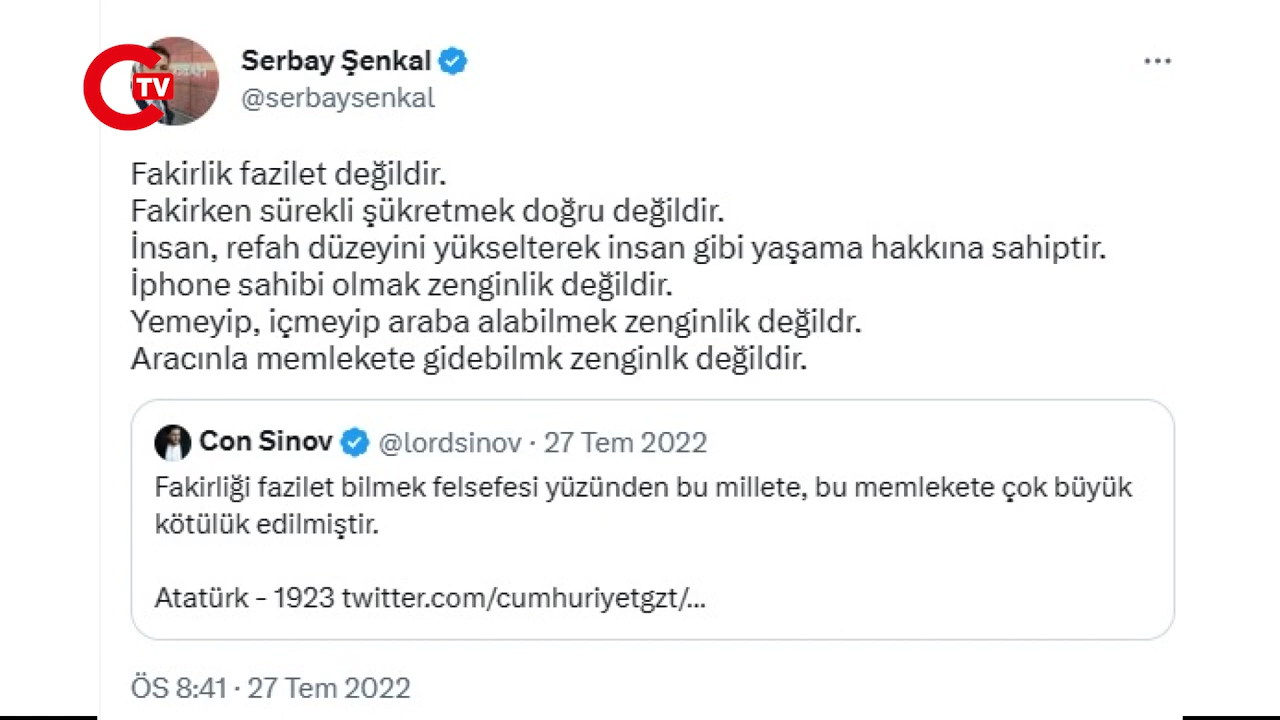 C TV
Serbay Şenkal
@serbaysenkal
Fakirlik fazilet değildir.
Fakirken sürekli şükretmek doğru değildir.
İnsan, refah düzeyini yükselterek insan gibi yaşama hakkına sahiptir.
İphone sahibi olmak zenginlik değildir.
Yemeyip, içmeyip araba alabilmek zenginlik değildr.
Aracınla memlekete gidebilmk zenginlk değildir.
Con Sinov @lordsinov · 27 Tem 2022
Fakirliği fazilet bilmek felsefesi yüzünden bu millete, bu memlekete çok büyük
kötülük edilmiştir.
Atatürk - 1923 twitter.com/cumhuriyetgzt/...
ÖS 8:41 · 27 Tem 2022